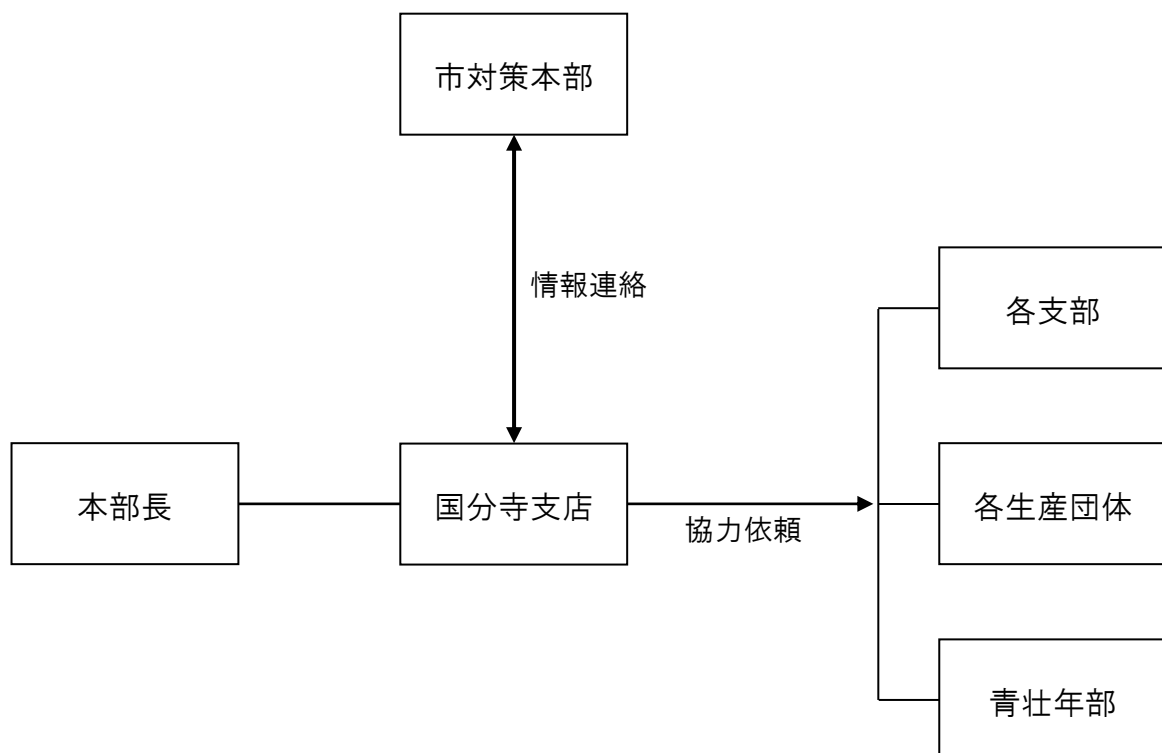 市対策本部
情報連絡
各支部
本部長
国分寺支店
協力依頼
各生産団体
青壮年部